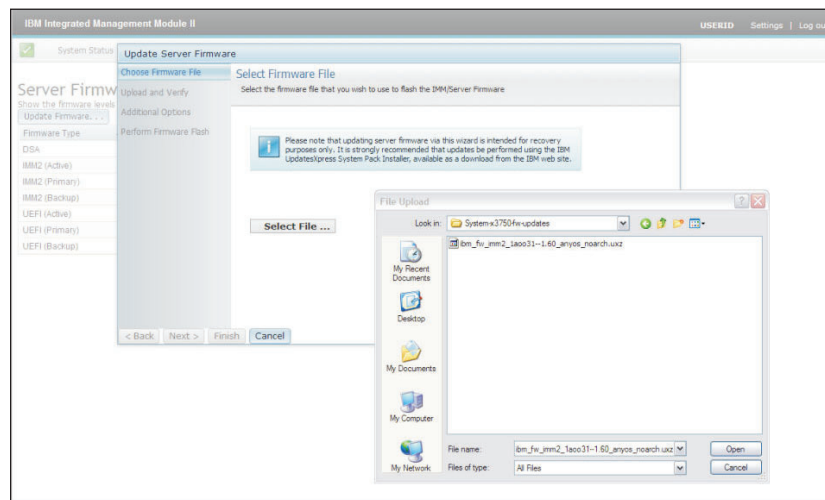 IBM Integrated Management Module II
USERID Settings | Log ou
System Status
Update Server Firmware
Choose Firmware File
Upload and Verify
Additional Options
Perform Firmware Flash
Select Firmware File
Select the firmware file that you wish to use to flash the IMM/Server Firmware
Server Firmw
Show the firmware levels
Update Firmware. . .
Firmware Type
DSA
IMM2 (Active)
IMM2 (Primary)
IMM2 (Backup)
UEFI (Active)
UEFI (Primary)
UEFI (Backup)
Please note that updating server firmware via this wizard is intended for recovery
purposes only. It is strongly recommended that updates be performed using the IBM
UpdatesXpress System Pack Installer, available as a download from the IBM web site.
Select File ...
< Back Next > Finish Cancel
File Upload
Look in: System-x3750-fw-updates
ibm_fw_imm2_1aoo31--1.60_anyos_noarch.uxz
My Recent
Documents
Desktop
My Documents
My Computer
My Network
File name: ibm_fw_imm2_1aoo31--1.60_anyos_noarch.uxz Open
Files of type: All Files Cancel